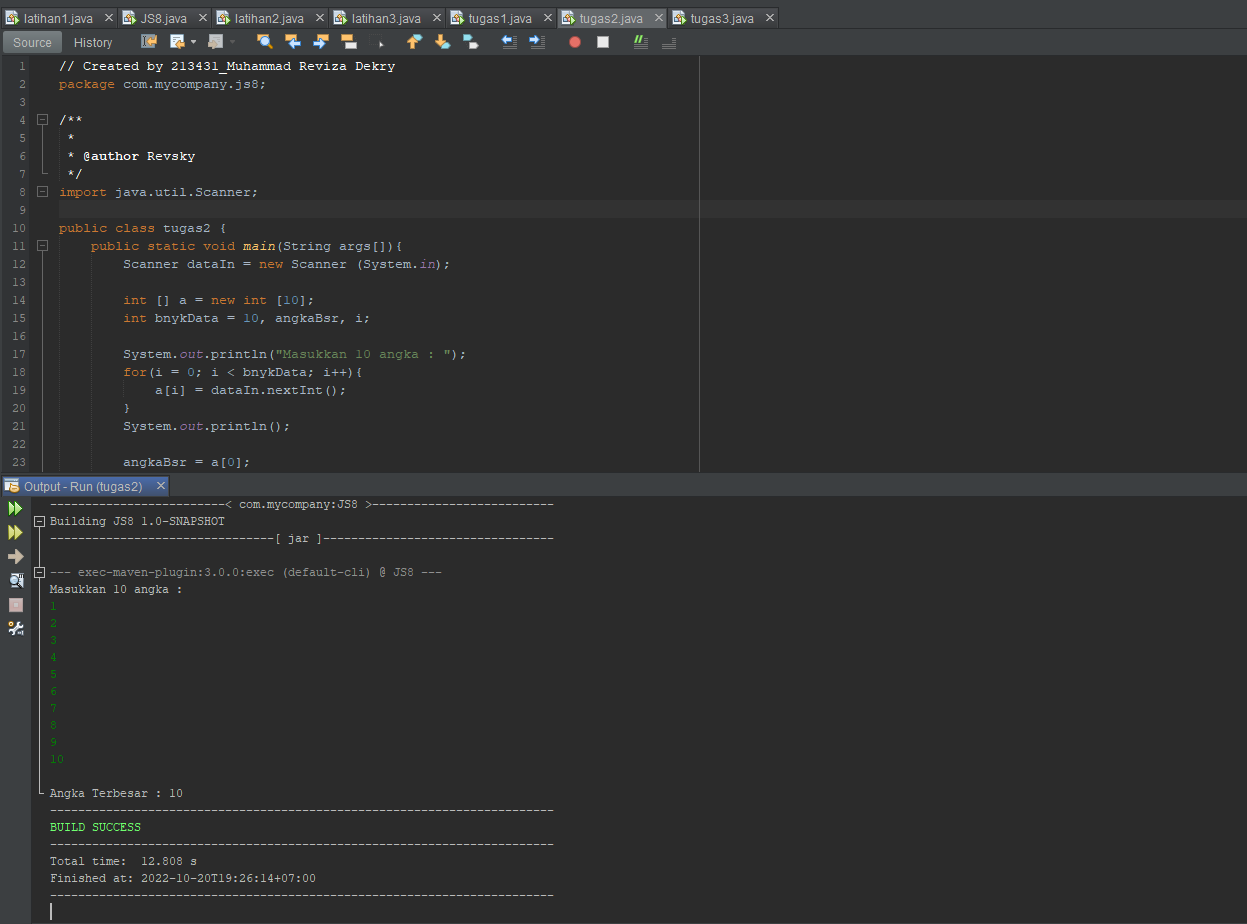 latihan1.java JS8.java latihan2.java latihan3.java tugas1.java tugas2.java tugas3.java
Source History
1 // Created by 213431_Muhammad Reviza Dekry
2 package com.mycompany.js8;
3
4 /**
5 *
6 * @author Revsky
7 */
8 import java.util.Scanner;
9
10 public class tugas2 {
11 public static void main(String args[]){
12 Scanner dataIn = new Scanner (System.in);
13
14 int [] a = new int [10];
15 int bnykData = 10, angkaBsr, i;
16
17 System.out.println("Masukkan 10 angka : ");
18 for(i = 0; i < bnykData; i++){
19 a[i] = dataIn.nextInt();
20 }
21 System.out.println();
22
23 angkaBsr = a[0];
Output - Run (tugas2)
-------------------------< com.mycompany:JS8 >--------------------------
Building JS8 1.0-SNAPSHOT
--------------------------------[ jar ]---------------------------------
--- exec-maven-plugin:3.0.0:exec (default-cli) @ JS8 ---
Masukkan 10 angka :
1
2
3
4
5
6
7
8
9
10
Angka Terbesar : 10
------------------------------------------------------------------------
BUILD SUCCESS
------------------------------------------------------------------------
Total time:  12.808 s
Finished at: 2022-10-20T19:26:14+07:00
------------------------------------------------------------------------